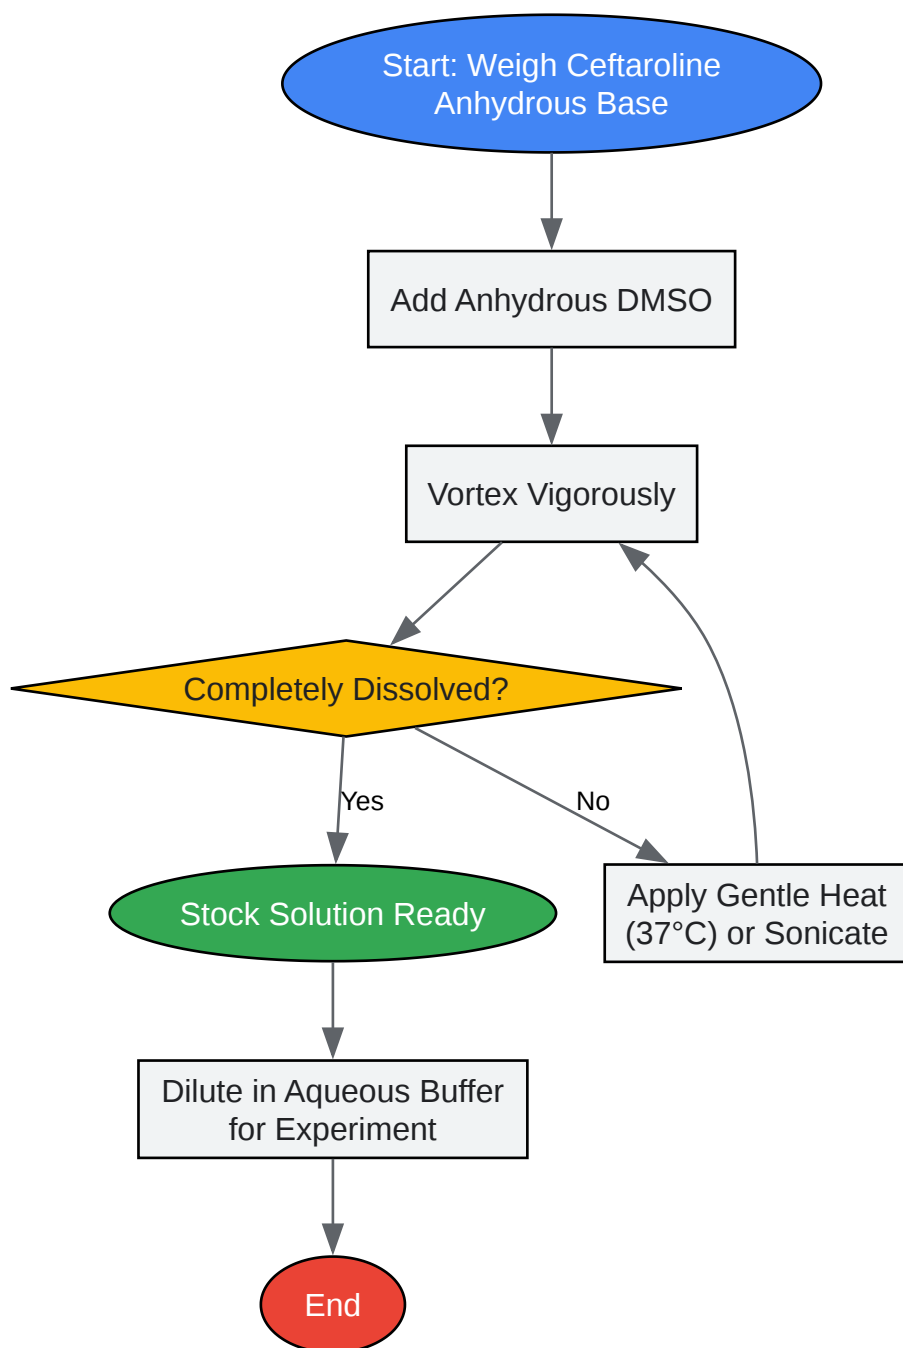 Start: Weigh Ceftaroline
Anhydrous Base
Add Anhydrous DMSO
Vortex Vigorously
Completely Dissolved?
Yes
No
Stock Solution Ready
Apply Gentle Heat
(37°C) or Sonicate
Dilute in Aqueous Buffer
for Experiment
End